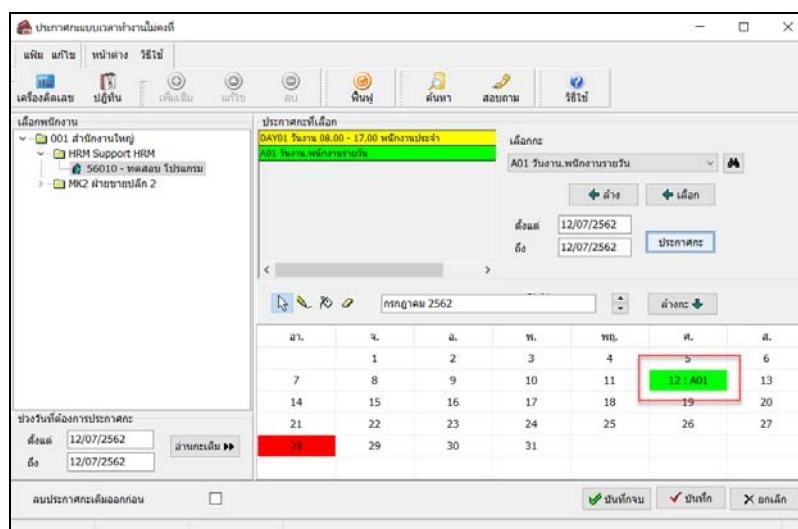 ประกาศกะแบบเวลาทำงานไม่คงที่
แฟ้ม แก้ไข หน้าต่าง วิธีใช้
เครื่องคิดเลข ปฏิทิน เพิ่มเติม แก้ไข ลบ ฟื้นฟู ค้นหา สอบถาม วิธีใช้
เลือกพนักงาน
001 สำนักงานใหญ่
HRM Support HRM
56010 - ทดสอบ โปรแกรม
MK2 ฝ่ายขายปลีก 2
ประกาศกะที่เลือก
DAY01 วันงาน 08.00 - 17.00 พนักงานประจำ
A01 วันงาน.พนักงานรายวัน
เลือกกะ
A01 วันงาน.พนักงานรายวัน
ล้าง เลือก
ตั้งแต่ 12/07/2562
ถึง 12/07/2562 ประกาศกะ
กรกฎาคม 2562 ล้างกะ
อา. จ. อ. พ. พฤ. ศ. ส.
1 2 3 4 5 6
7 8 9 10 11 12 : A01 13
14 15 16 17 18 19 20
21 22 23 24 25 26 27
28 29 30 31
ช่วงวันที่ต้องการประกาศกะ
ตั้งแต่ 12/07/2562 อ่านกะเดิม
ถึง 12/07/2562
ลบประกาศกะเดิมออกก่อน
บันทึกจบ บันทึก ยกเลิก